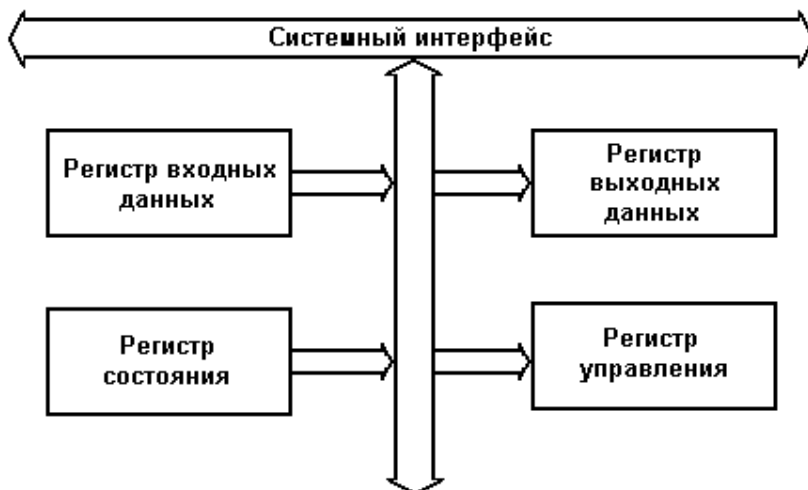 Системный интерфейс
Регистр входных
данных
Регистр
выходных
данных
Регистр
состояния
Регистр
управления